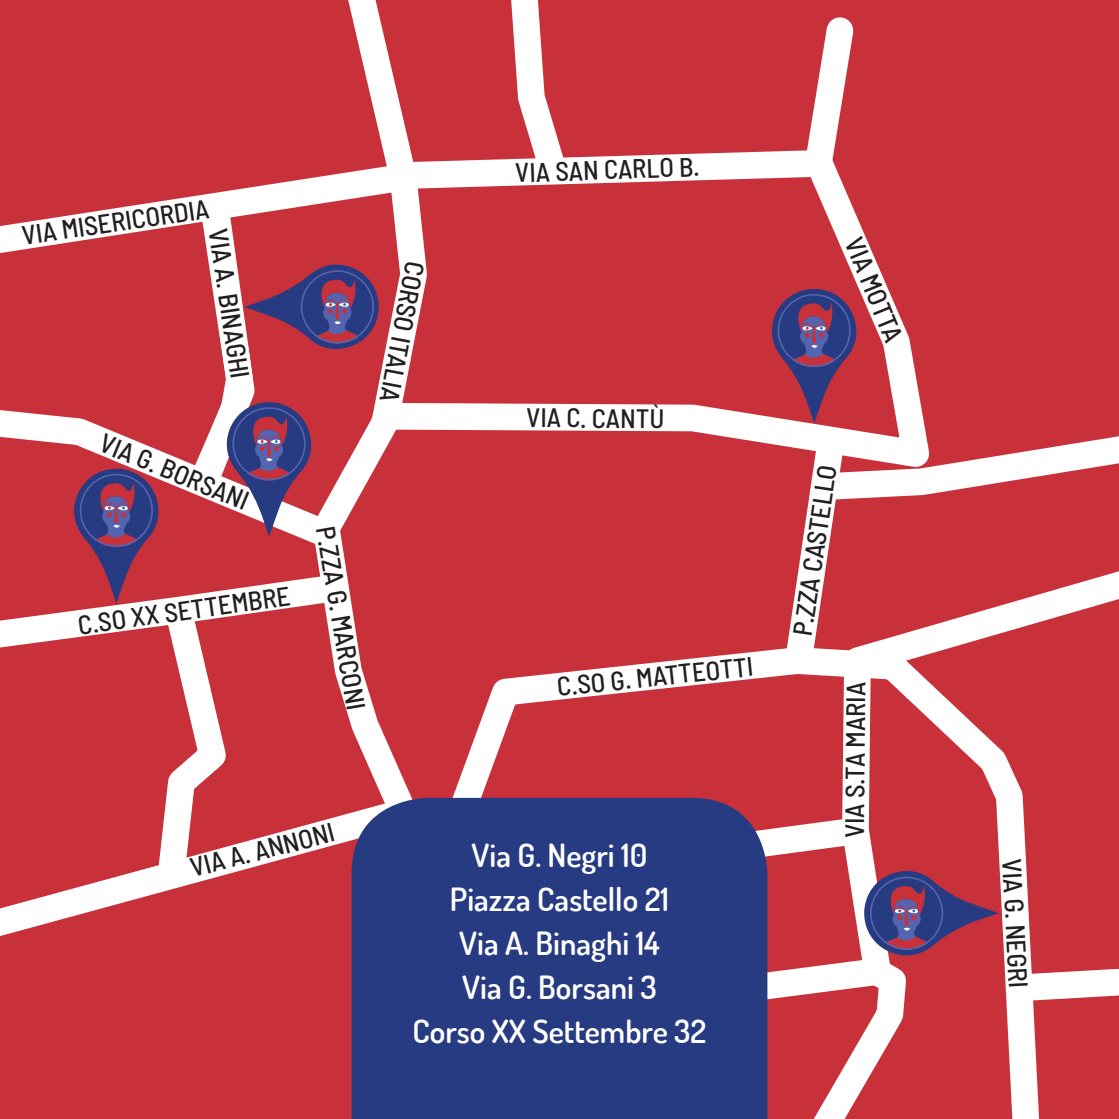 VIA SAN CARLO B.
VIA MISERICORDIA
VIA A. BINAGHI
CORSO ITALIA
VIA MOTTA
VIA C. CANTÙ
VIA G. BORSANI
P.ZZA CASTELLO
P.ZZA G. MARCONI
C.SO XX SETTEMBRE
C.SO G. MATTEOTTI
VIA S.TA MARIA
VIA A. ANNONI
VIA G. NEGRI
Via G. Negri 10
Piazza Castello 21
Via A. Binaghi 14
Via G. Borsani 3
Corso XX Settembre 32